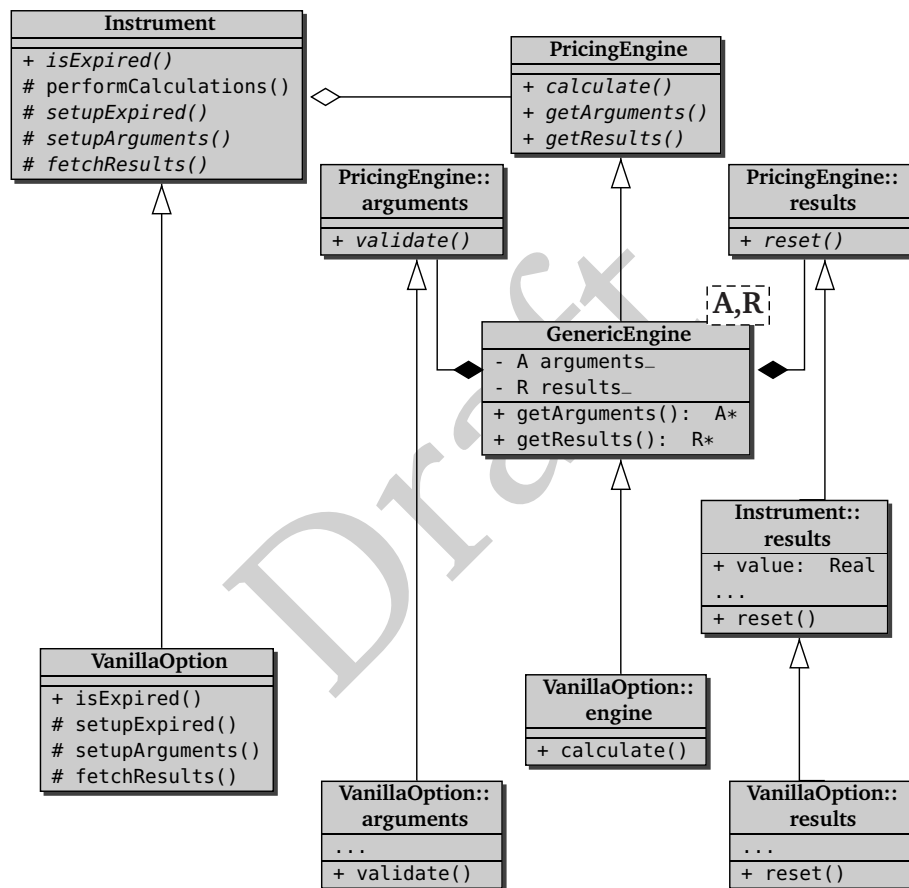 Instrument
+ isExpired()
# performCalculations()
# setupExpired()
# setupArguments()
# fetchResults()
PricingEngine
+ calculate()
+ getArguments()
+ getResults()
PricingEngine::
arguments
+ validate()
PricingEngine::
results
+ reset()
A,R
GenericEngine
- A arguments_
- R results_
+ getArguments(): A*
+ getResults(): R*
Draft
Instrument::
results
+ value: Real
...
+ reset()
VanillaOption
+ isExpired()
# setupExpired()
# setupArguments()
# fetchResults()
VanillaOption::
engine
+ calculate()
VanillaOption::
arguments
...
+ validate()
VanillaOption::
results
...
+ reset()